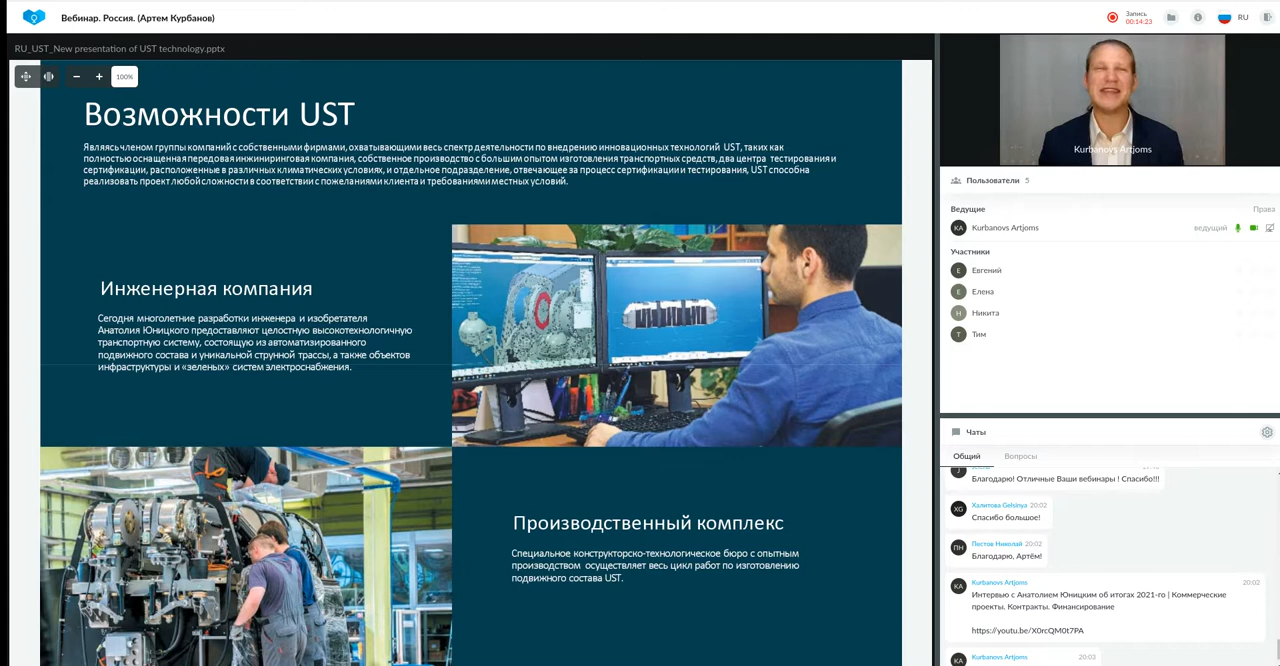 Вебинар. Россия. (Артем Курбанов)
Запись
00:14:23
RU
RU_UST_New presentation of UST technology.pptx
100%
Возможности UST
Являясь членом группы компаний с собственными фирмами, охватывающими весь спектр деятельности по внедрению инновационных технологий UST, таких как
полностью оснащенная передовая инжиниринговая компания, собственное производство с большим опытом изготовления транспортных средств, два центра тестирования и
сертификации, расположенные в различных климатических условиях, и отдельное подразделение, отвечающее за процесс сертификации и тестирования, UST способна
реализовать проект любой сложности в соответствии с пожеланиями клиента и требованиями местных условий.
Инженерная компания
Сегодня многолетние разработки инженера и изобретателя
Анатолия Юницкого предоставляют целостную высокотехнологичную
транспортную систему, состоящую из автоматизированного
подвижного состава и уникальной струнной трассы, а также объектов
инфраструктуры и «зеленых» систем электроснабжения.
Производственный комплекс
Специальное конструкторско-технологическое бюро с опытным
производством осуществляет весь цикл работ по изготовлению
подвижного состава UST.
Kurbanovs Artjoms
Пользователи 5
Ведущие
Права
KA
Kurbanovs Artjoms
ведущий
Участники
Е
Евгений
Е
Елена
Н
Никита
Т
Тим
Чаты
Общий
Вопросы
Благодарю! Отличные Ваши вебинары ! Спасибо!!!
XG
Халитова Gelsinya 20:02
Спасибо большое!
ПН
Пестов Николай 20:02
Благодарю, Артём!
KA
Kurbanovs Artjoms
20:02
Интервью с Анатолием Юницким об итогах 2021-го | Коммерческие
проекты. Контракты. Финансирование
https://youtu.be/X0rcQM0t7PA
KA
Kurbanovs Artjoms
20:03